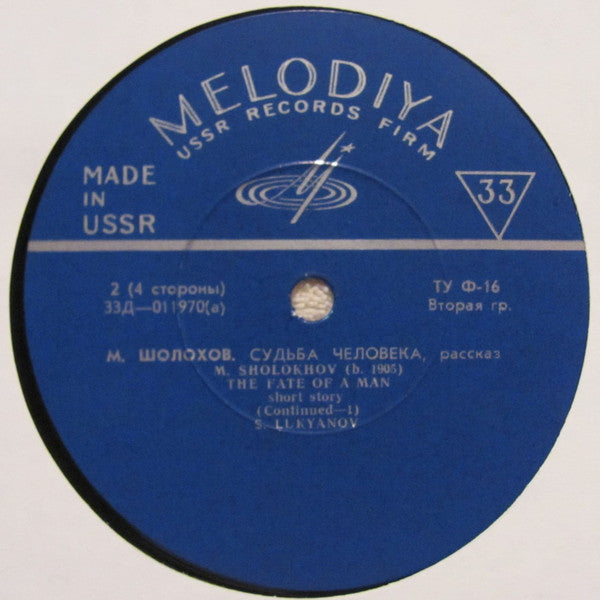 MELODIYA
USSR RECORDS FIRM
MADE
IN
USSR
33
2 (4 стороны)
33Д—011970(а)
ТУ Ф-16
Вторая гр.
М. ШОЛОХОВ. СУДЬБА ЧЕЛОВЕКА, рассказ
M. SHOLOKHOV (b. 1905)
THE FATE OF A MAN
short story
(Continued—1)
S. LUKYANOV